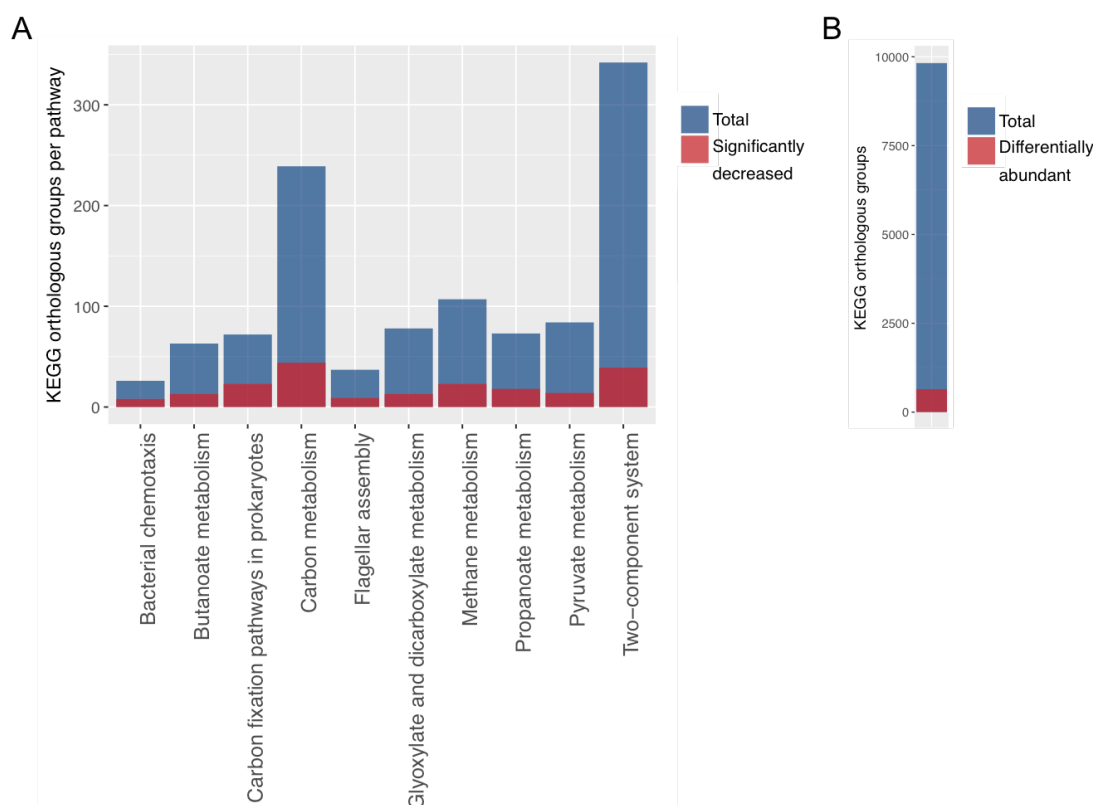 A
KEGG orthologous groups per pathway
300
200
100
0
Bacterial chemotaxis
Butanoate metabolism
Carbon fixation pathways in prokaryotes
Carbon metabolism
Flagellar assembly
Glyoxylate and dicarboxylate metabolism
Methane metabolism
Propanoate metabolism
Pyruvate metabolism
Two-component system
Total
Significantly
decreased
B
KEGG orthologous groups
10000
7500
5000
2500
0
Total
Differentially
abundant